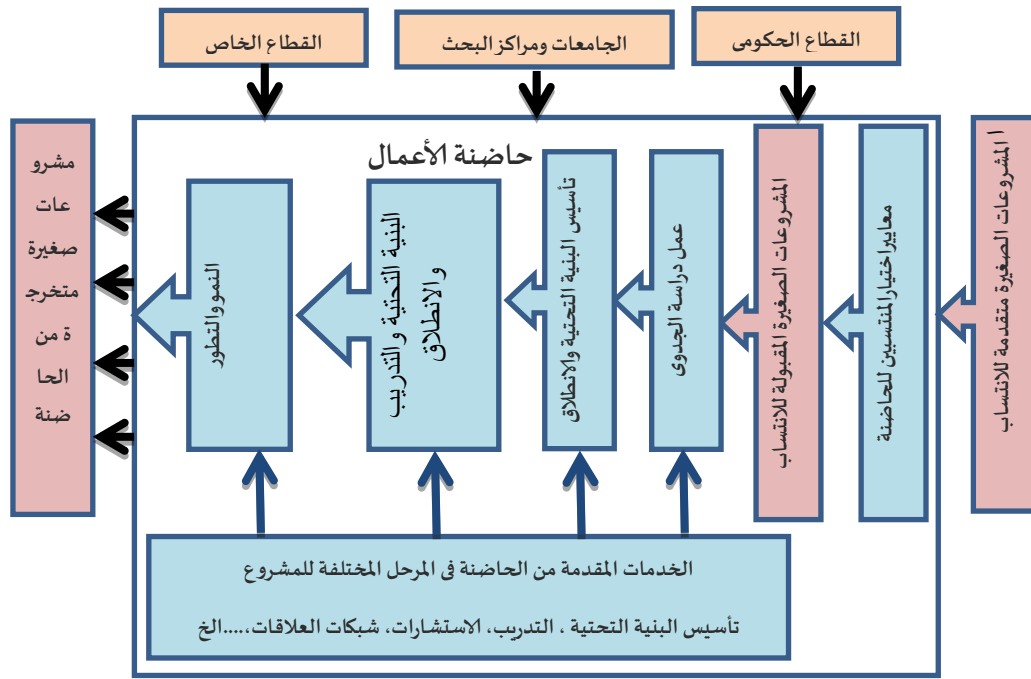 القطاع الحكومى
الجامعات ومراكز البحث
القطاع الخاص
حاضنة الأعمال
ا المشروعات الصغيرة متقدمة للانتساب
معايير اختيار المنتسبين للحاضنة
المشروعات الصغيرة المقبولة للانتساب
عمل دراسة الجدوى
تأسيس البنية التحتية والانطلاق
البنية التحتية و التدريب
و الانطلاق
النمو والتطور
مشرو
عات
صغيرة
متخرج
ة من
الحا
ضنة
الخدمات المقدمة من الحاضنة فى المرحل المختلفة للمشروع
تأسيس البنية التحتية ، التدريب، الاستشارات، شبكات العلاقات،....الخ